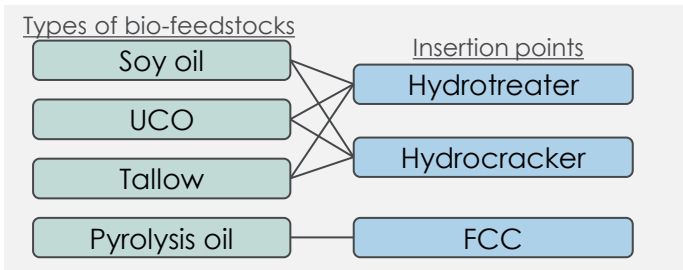 Types of bio-feedstocks
Soy oil
UCO
Tallow
Pyrolysis oil
Insertion points
Hydrotreater
Hydrocracker
FCC